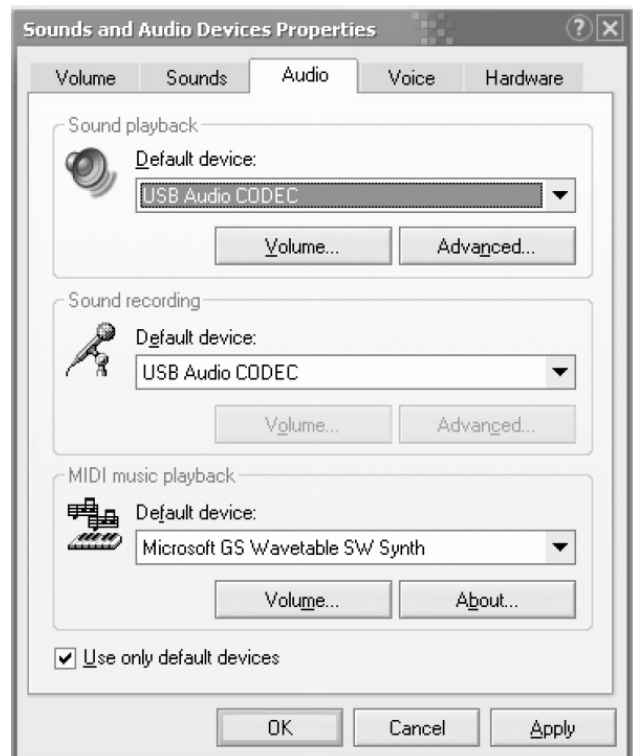 Sounds and Audio Devices Properties
Volume Sounds Audio Voice Hardware
Sound playback
Default device:
USB Audio CODEC
Volume... Advanced...
Sound recording
Default device:
USB Audio CODEC
Volume... Advanced...
MIDI music playback
Default device:
Microsoft GS Wavetable SW Synth
Volume... About...
Use only default devices
OK Cancel Apply